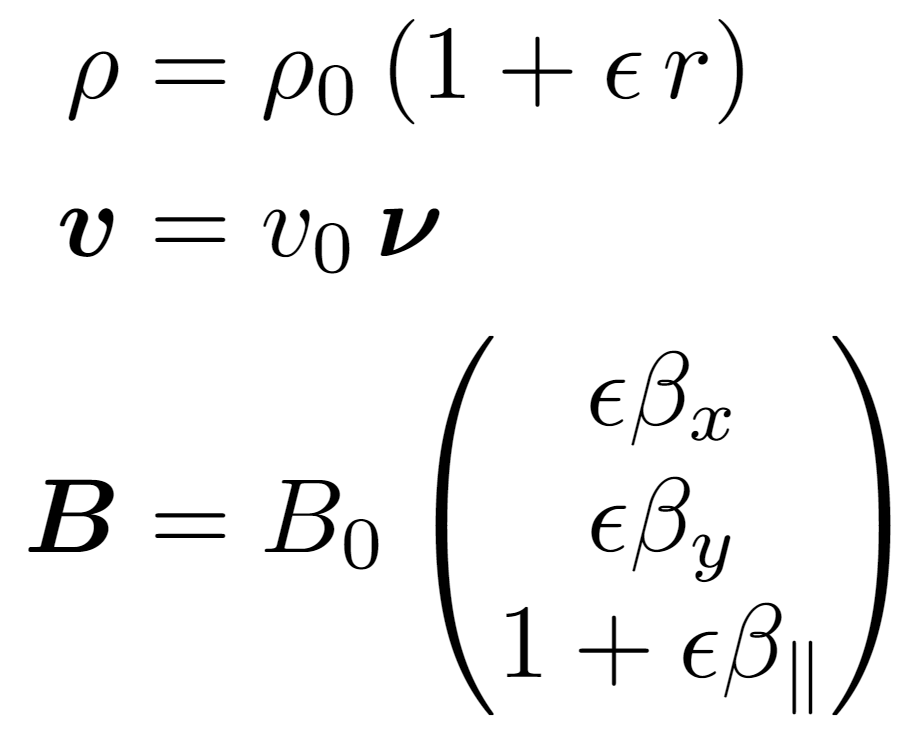 ρ = ρ₀ (1 + ϵ r)
𝒗 = v₀ 𝝂
𝑩 = B₀ ( ϵβₓ
ϵβ_y
1 + ϵβ_∥ )